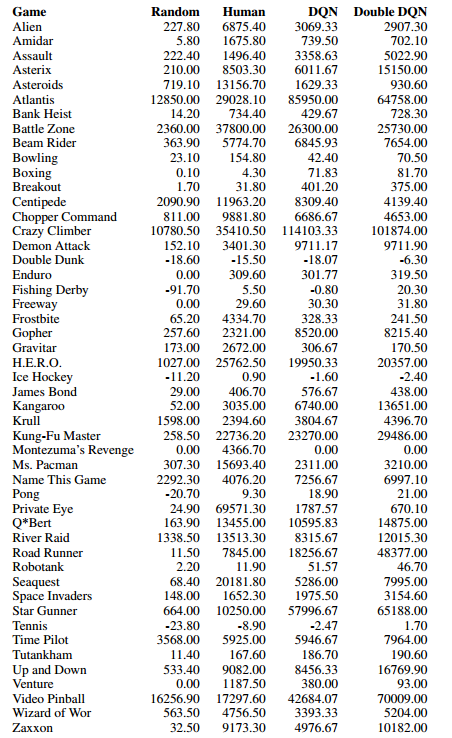 Game Random Human DQN Double DQN
Alien 227.80 6875.40 3069.33 2907.30
Amidar 5.80 1675.80 739.50 702.10
Assault 222.40 1496.40 3358.63 5022.90
Asterix 210.00 8503.30 6011.67 15150.00
Asteroids 719.10 13156.70 1629.33 930.60
Atlantis 12850.00 29028.10 85950.00 64758.00
Bank Heist 14.20 734.40 429.67 728.30
Battle Zone 2360.00 37800.00 26300.00 25730.00
Beam Rider 363.90 5774.70 6845.93 7654.00
Bowling 23.10 154.80 42.40 70.50
Boxing 0.10 4.30 71.83 81.70
Breakout 1.70 31.80 401.20 375.00
Centipede 2090.90 11963.20 8309.40 4139.40
Chopper Command 811.00 9881.80 6686.67 4653.00
Crazy Climber 10780.50 35410.50 114103.33 101874.00
Demon Attack 152.10 3401.30 9711.17 9711.90
Double Dunk -18.60 -15.50 -18.07 -6.30
Enduro 0.00 309.60 301.77 319.50
Fishing Derby -91.70 5.50 -0.80 20.30
Freeway 0.00 29.60 30.30 31.80
Frostbite 65.20 4334.70 328.33 241.50
Gopher 257.60 2321.00 8520.00 8215.40
Gravitar 173.00 2672.00 306.67 170.50
H.E.R.O. 1027.00 25762.50 19950.33 20357.00
Ice Hockey -11.20 0.90 -1.60 -2.40
James Bond 29.00 406.70 576.67 438.00
Kangaroo 52.00 3035.00 6740.00 13651.00
Krull 1598.00 2394.60 3804.67 4396.70
Kung-Fu Master 258.50 22736.20 23270.00 29486.00
Montezuma's Revenge 0.00 4366.70 0.00 0.00
Ms. Pacman 307.30 15693.40 2311.00 3210.00
Name This Game 2292.30 4076.20 7256.67 6997.10
Pong -20.70 9.30 18.90 21.00
Private Eye 24.90 69571.30 1787.57 670.10
Q*Bert 163.90 13455.00 10595.83 14875.00
River Raid 1338.50 13513.30 8315.67 12015.30
Road Runner 11.50 7845.00 18256.67 48377.00
Robotank 2.20 11.90 51.57 46.70
Seaquest 68.40 20181.80 5286.00 7995.00
Space Invaders 148.00 1652.30 1975.50 3154.60
Star Gunner 664.00 10250.00 57996.67 65188.00
Tennis -23.80 -8.90 -2.47 1.70
Time Pilot 3568.00 5925.00 5946.67 7964.00
Tutankham 11.40 167.60 186.70 190.60
Up and Down 533.40 9082.00 8456.33 16769.90
Venture 0.00 1187.50 380.00 93.00
Video Pinball 16256.90 17297.60 42684.07 70009.00
Wizard of Wor 563.50 4756.50 3393.33 5204.00
Zaxxon 32.50 9173.30 4976.67 10182.00